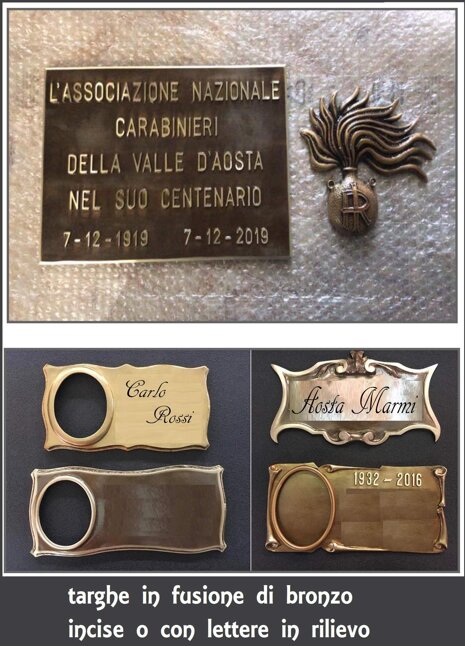 L'ASSOCIAZIONE NAZIONALE
CARABINIERI
DELLA VALLE D'AOSTA
NEL SUO CENTENARIO
7-12-1919 7-12-2019
RI
Carlo
Rossi
Aosta Marmi
1932 - 2016
targhe in fusione di bronzo
incise o con lettere in rilievo